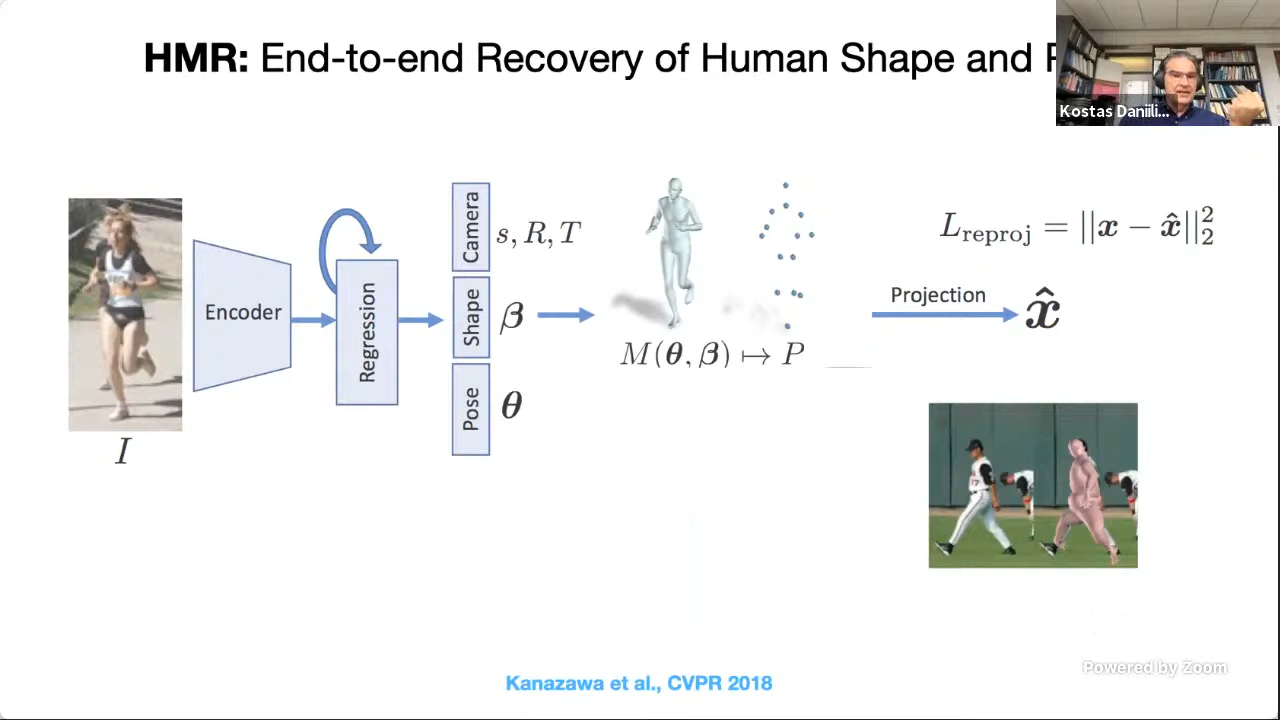 HMR: End-to-end Recovery of Human Shape and
Kostas Daniili...
Camera
s, R, T
L_reproj = ||x − x̂||₂²
Encoder
Regression
Shape
β
Projection
x̂
M(θ, β) ↦ P
Pose
θ
I
Powered by Zoom
Kanazawa et al., CVPR 2018